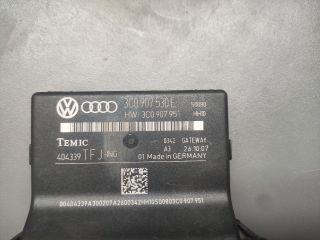 3C0 907 530 E
HW: 3C0 907 951
TEMIC 0342 GATEWAY
404339 TFJ-ING A3 26.10.07
01 Made in GERMANY